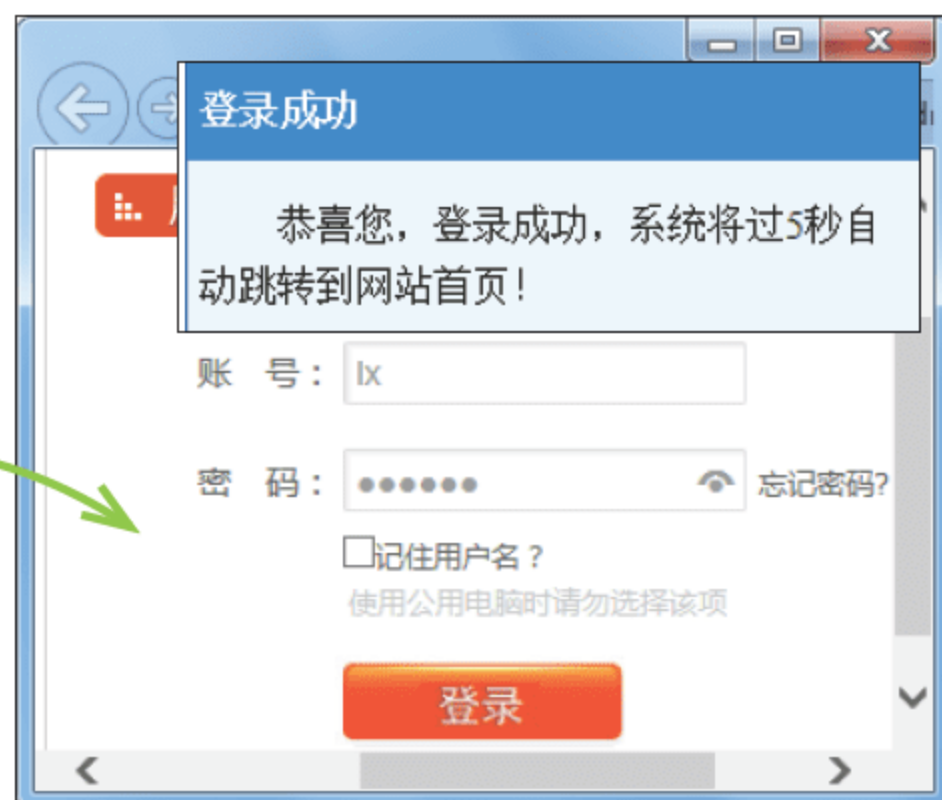 登录成功
恭喜您，登录成功，系统将过5秒自
动跳转到网站首页！
账 号： lx
密 码： ●●●●●● 忘记密码?
记住用户名？
使用公用电脑时请勿选择该项
登录